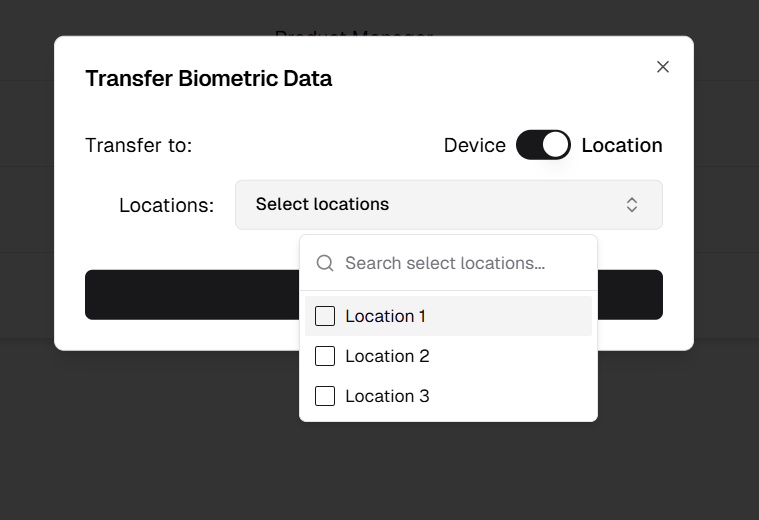 Product Manager
Transfer Biometric Data
Transfer to:
Device
Location
Locations:
Select locations
Search select locations...
Location 1
Location 2
Location 3